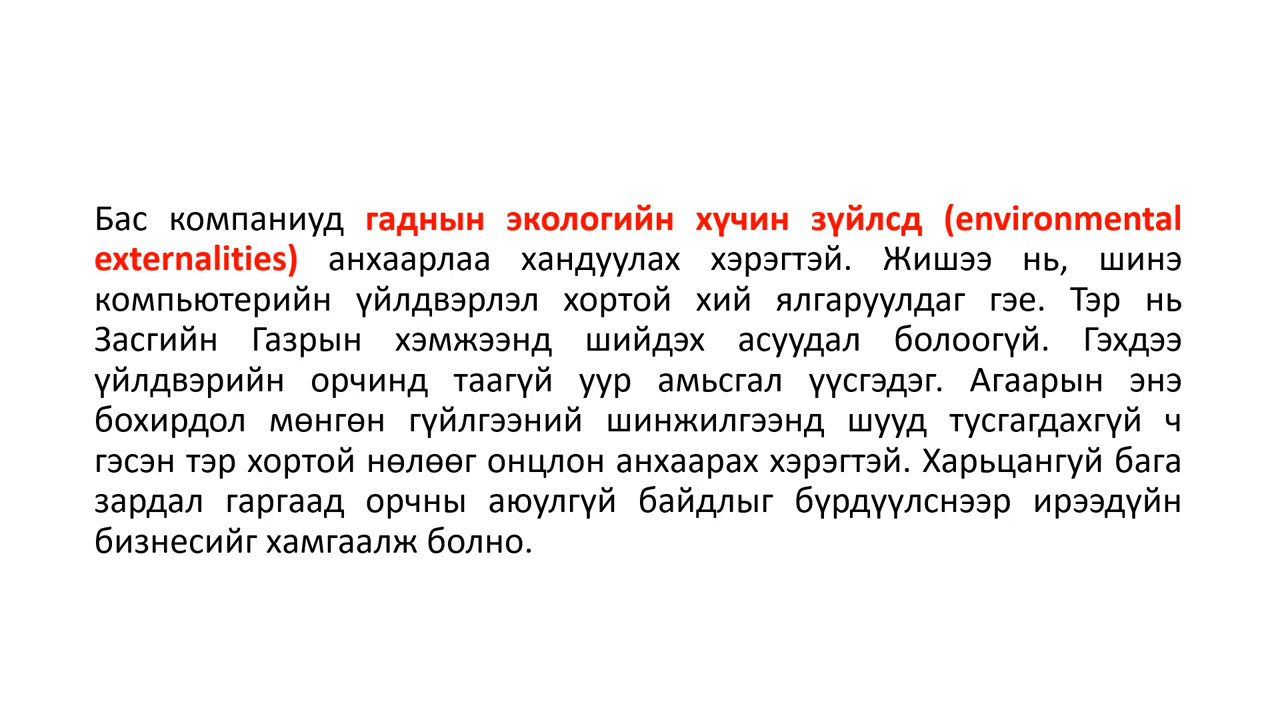 Бас компаниуд гаднын экологийн хүчин зүйлсд (environmental
externalities) анхаарлаа хандуулах хэрэгтэй. Жишээ нь, шинэ
компьютерийн үйлдвэрлэл хортой хий ялгаруулдаг гэе. Тэр нь
Засгийн Газрын хэмжээнд шийдэх асуудал болоогүй. Гэхдээ
үйлдвэрийн орчинд таагүй уур амьсгал үүсгэдэг. Агаарын энэ
бохирдол мөнгөн гүйлгээний шинжилгээнд шууд тусгагдахгүй ч
гэсэн тэр хортой нөлөөг онцлон анхаарах хэрэгтэй. Харьцангуй бага
зардал гаргаад орчны аюулгүй байдлыг бүрдүүлснээр ирээдүйн
бизнесийг хамгаалж болно.